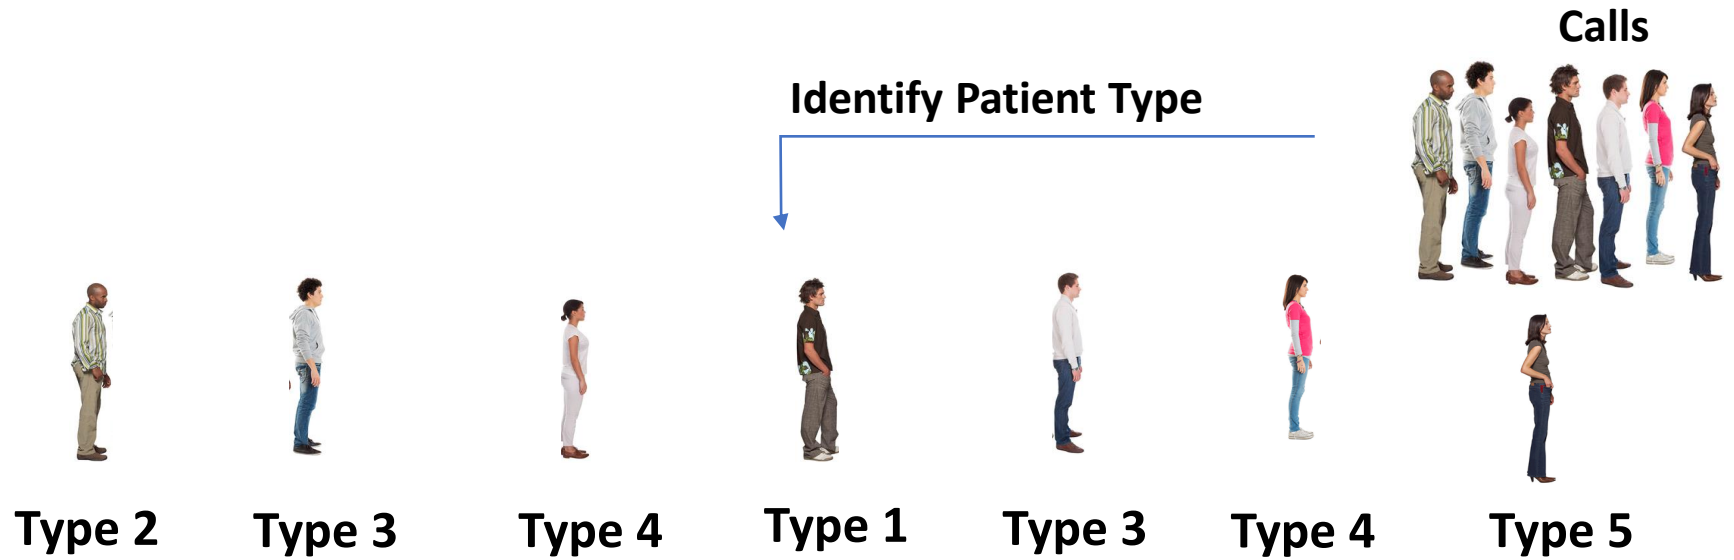 Calls
Identify Patient Type
Type 2
Type 3
Type 4
Type 1
Type 3
Type 4
Type 5